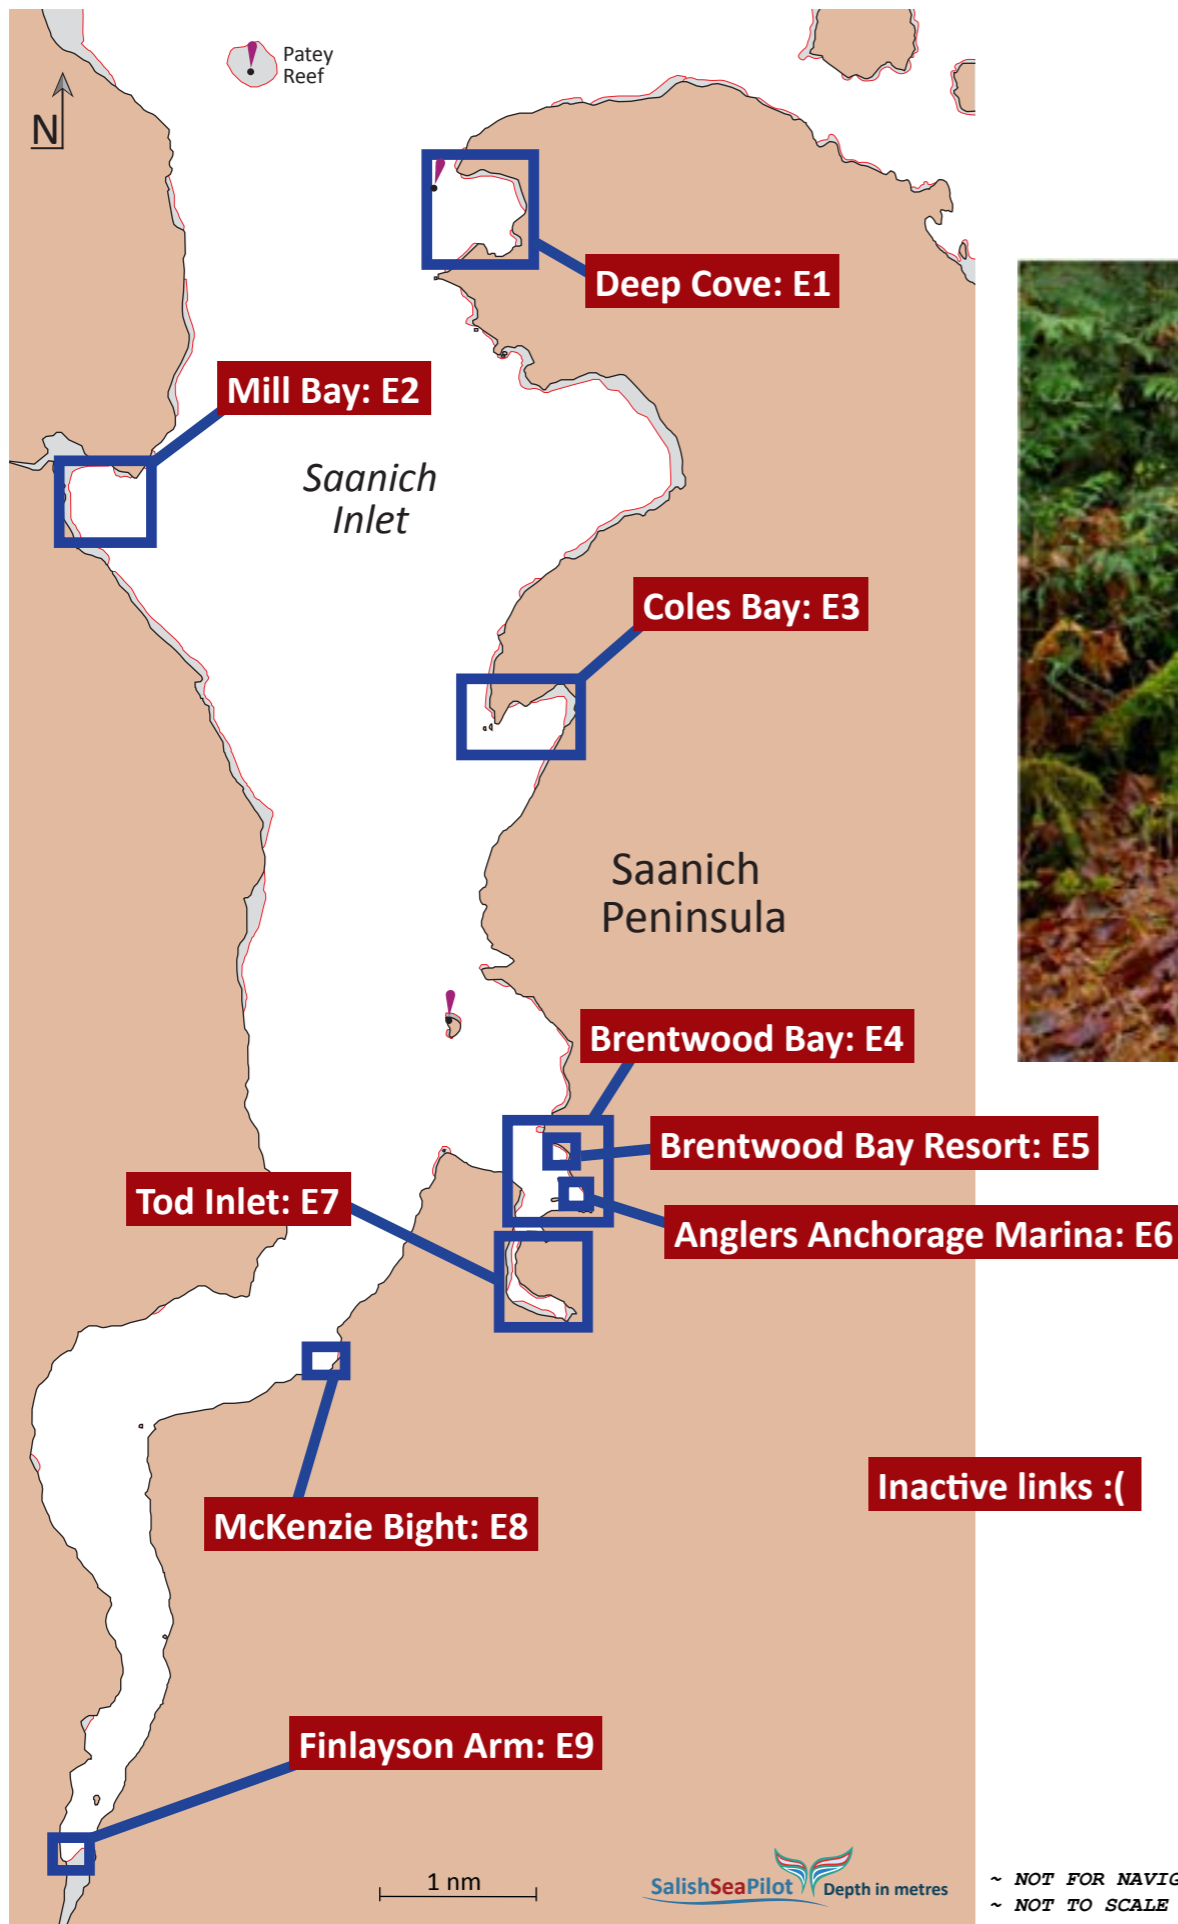 Patey
Reef
N
Deep Cove: E1
Mill Bay: E2
Saanich
Inlet
Coles Bay: E3
Saanich
Peninsula
Brentwood Bay: E4
Brentwood Bay Resort: E5
Tod Inlet: E7
Anglers Anchorage Marina: E6
Inactive links :(
McKenzie Bight: E8
Finlayson Arm: E9
1 nm
SalishSeaPilot Depth in metres
~ NOT FOR NAVIG
~ NOT TO SCALE